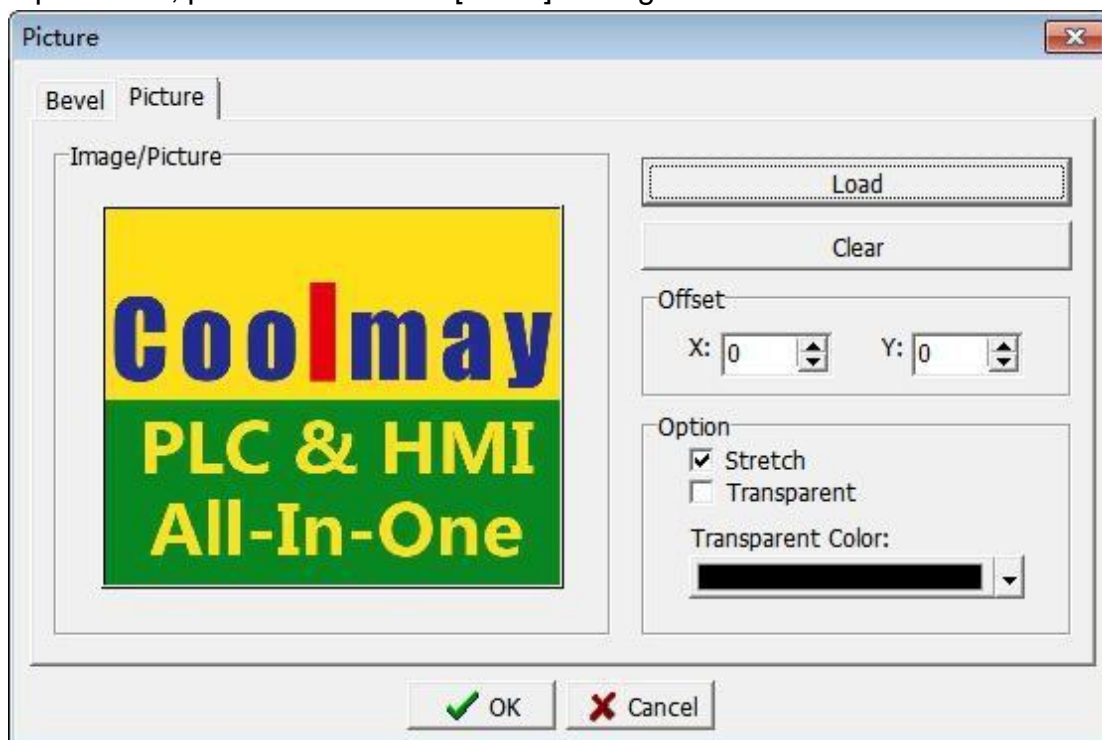 Picture
Bevel Picture
Image/Picture
Coolmay
PLC & HMI
All-In-One
Load
Clear
Offset
X: 0 Y: 0
Option
Stretch
Transparent
Transparent Color:
OK Cancel